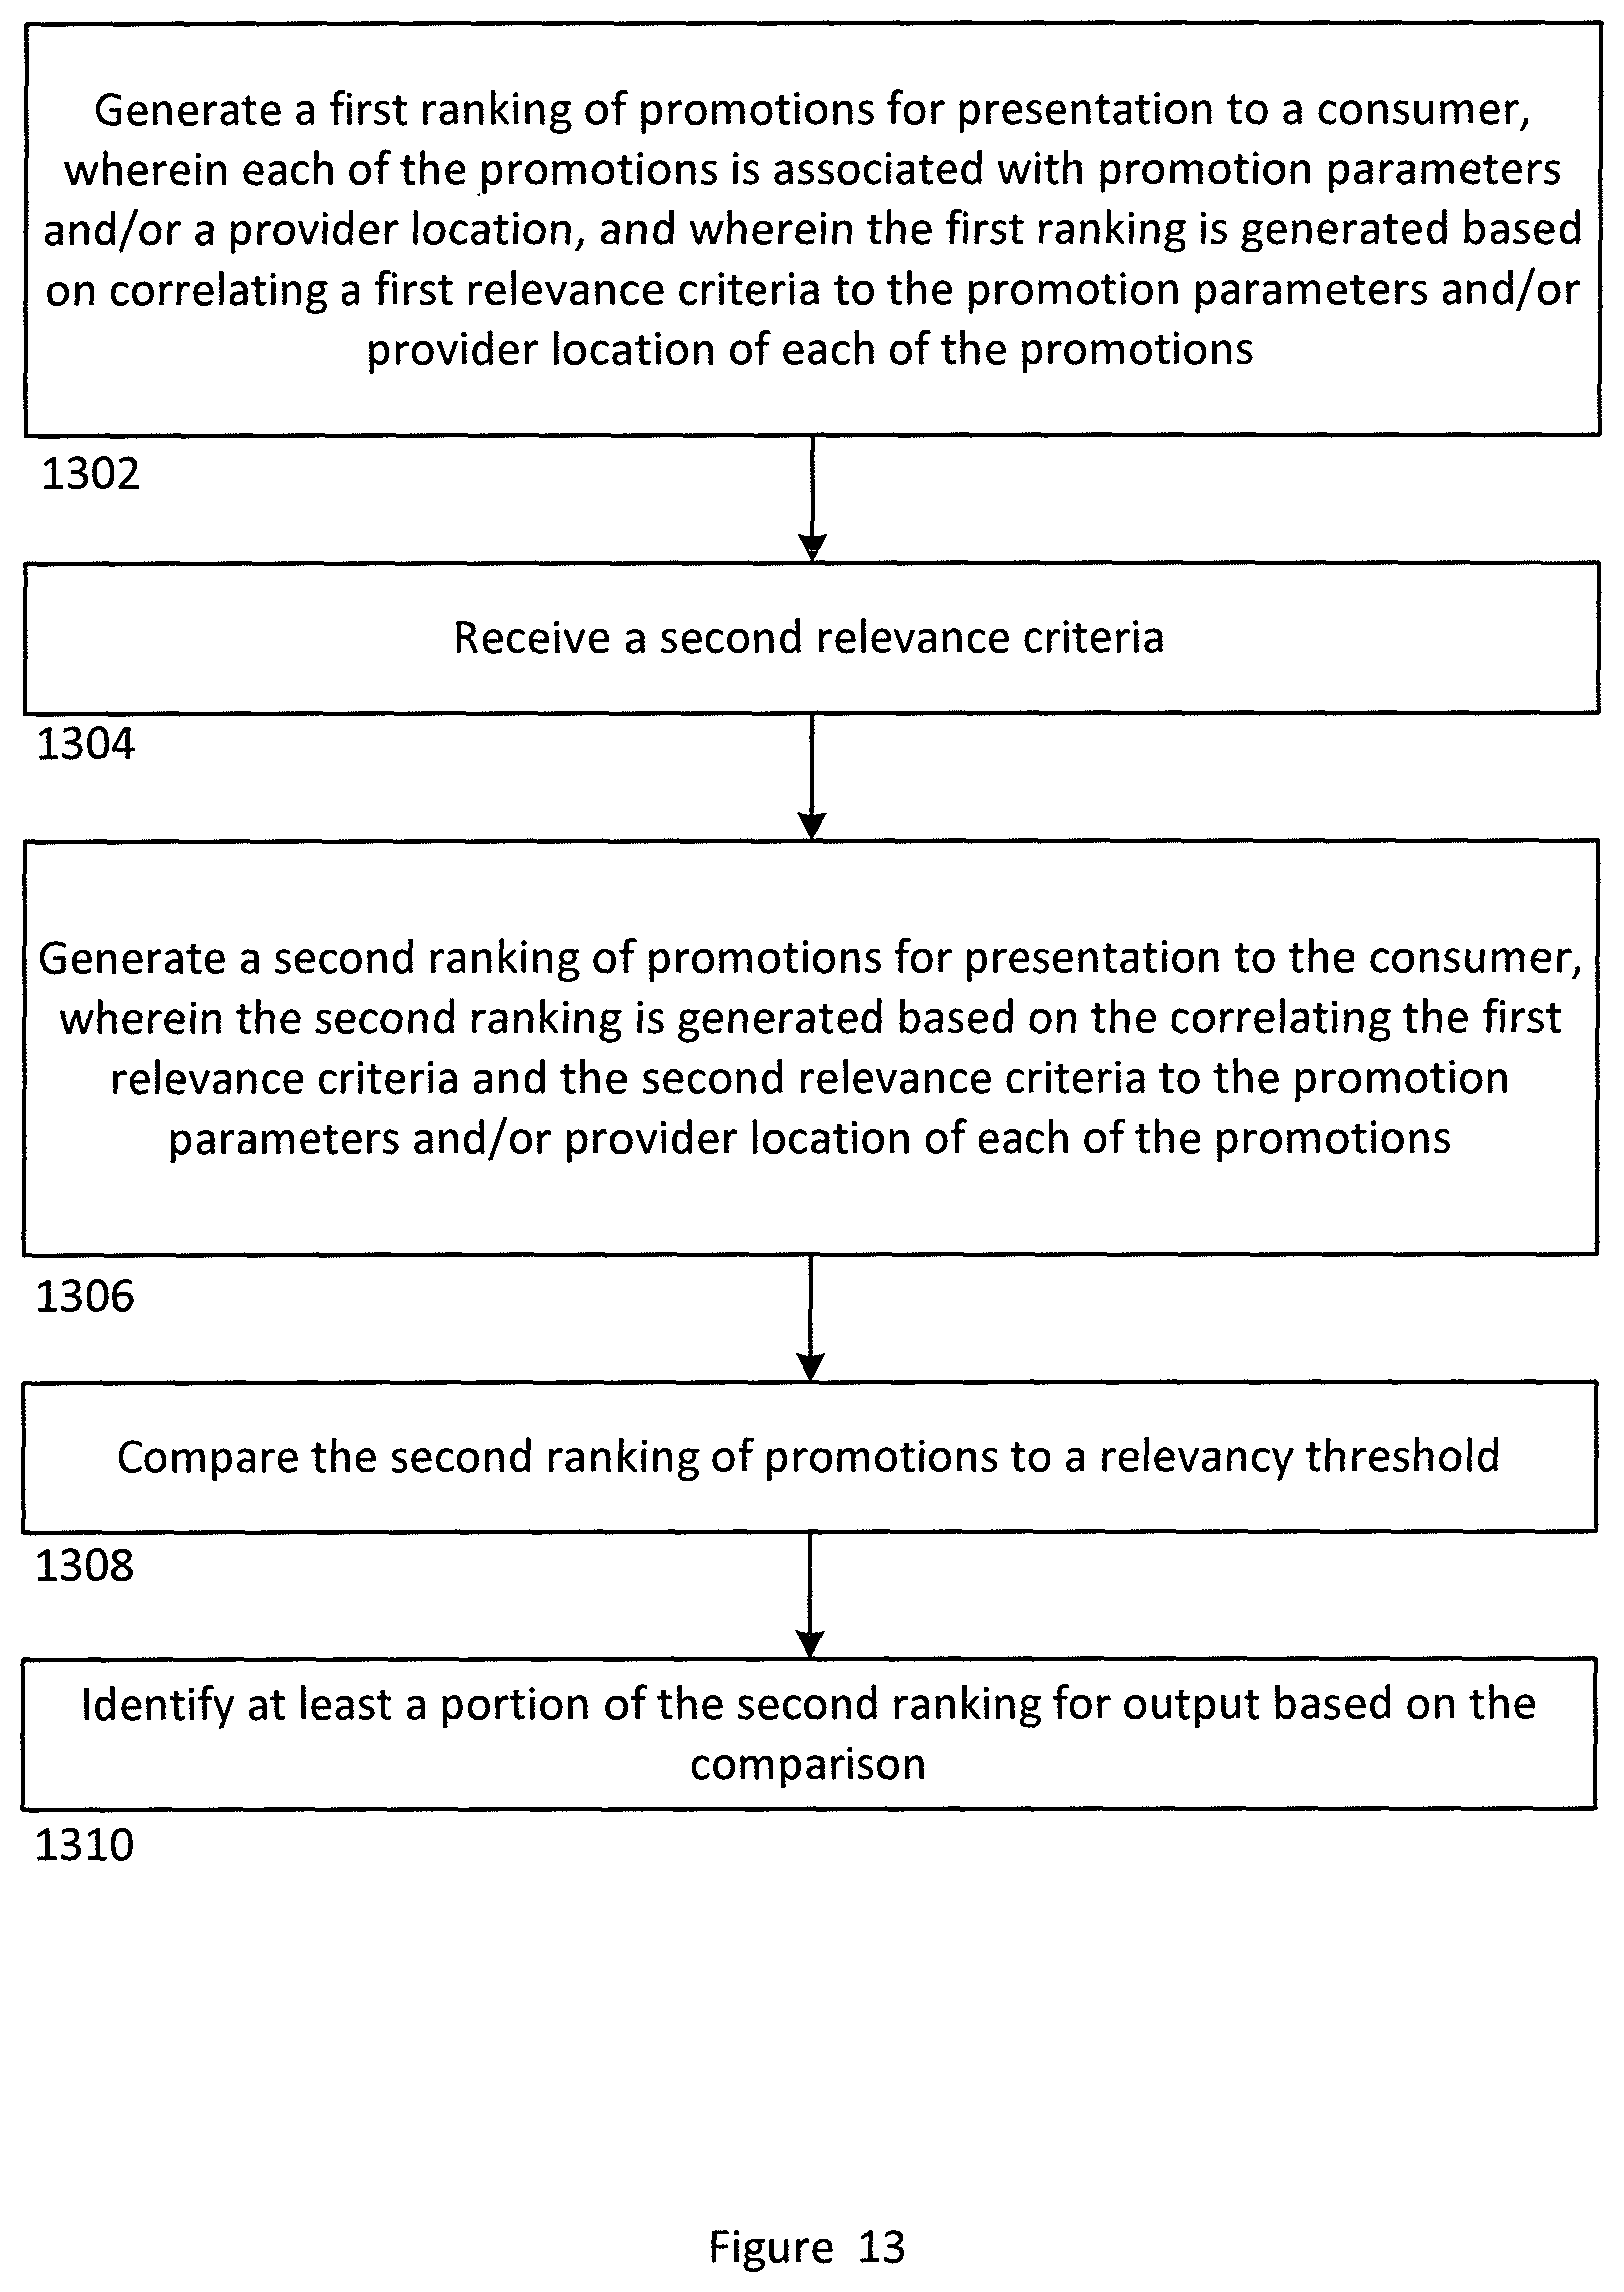 Generate a first ranking of promotions for presentation to a consumer,
wherein each of the promotions is associated with promotion parameters
and/or a provider location, and wherein the first ranking is generated based
on correlating a first relevance criteria to the promotion parameters and/or
provider location of each of the promotions
1302
Receive a second relevance criteria
1304
Generate a second ranking of promotions for presentation to the consumer,
wherein the second ranking is generated based on the correlating the first
relevance criteria and the second relevance criteria to the promotion
parameters and/or provider location of each of the promotions
1306
Compare the second ranking of promotions to a relevancy threshold
1308
Identify at least a portion of the second ranking for output based on the
comparison
1310
Figure 13